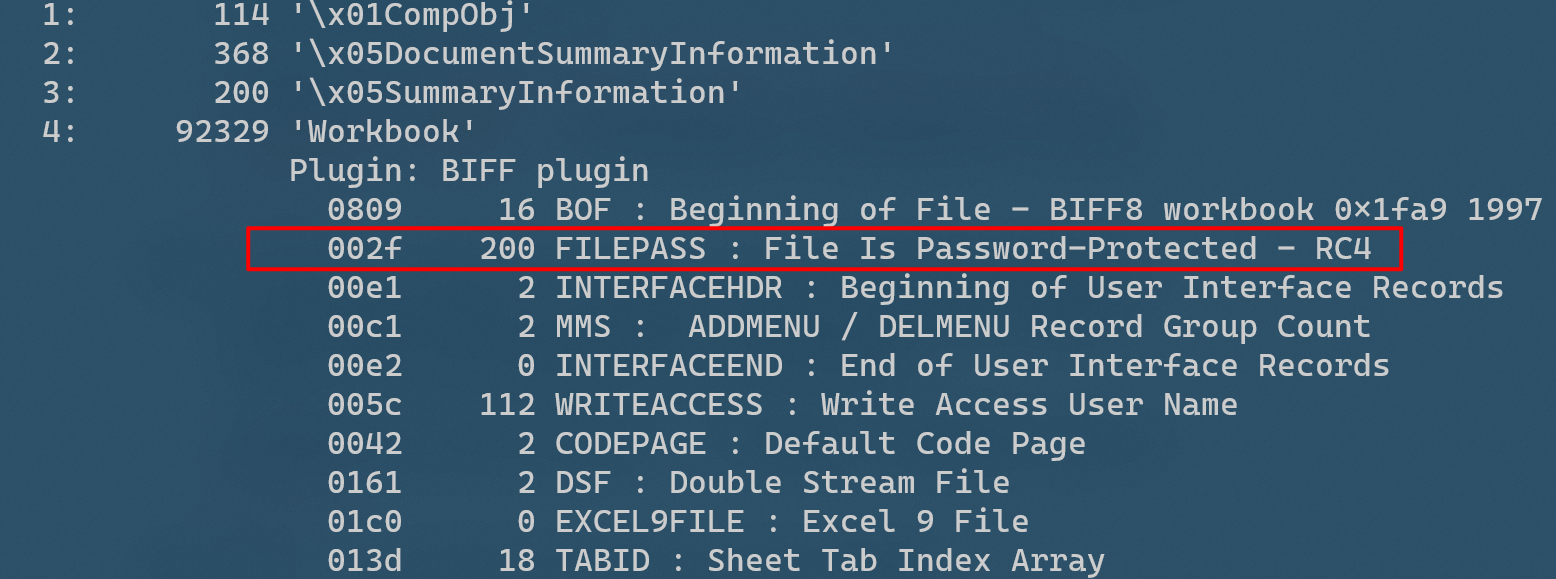 1: 114 '\x01CompObj'
2: 368 '\x05DocumentSummaryInformation'
3: 200 '\x05SummaryInformation'
4: 92329 'Workbook'
Plugin: BIFF plugin
0809 16 BOF : Beginning of File - BIFF8 workbook 0x1fa9 1997
002f 200 FILEPASS : File Is Password-Protected - RC4
00e1 2 INTERFACEHDR : Beginning of User Interface Records
00c1 2 MMS :  ADDMENU / DELMENU Record Group Count
00e2 0 INTERFACEEND : End of User Interface Records
005c 112 WRITEACCESS : Write Access User Name
0042 2 CODEPAGE : Default Code Page
0161 2 DSF : Double Stream File
01c0 0 EXCEL9FILE : Excel 9 File
013d 18 TABID : Sheet Tab Index Array